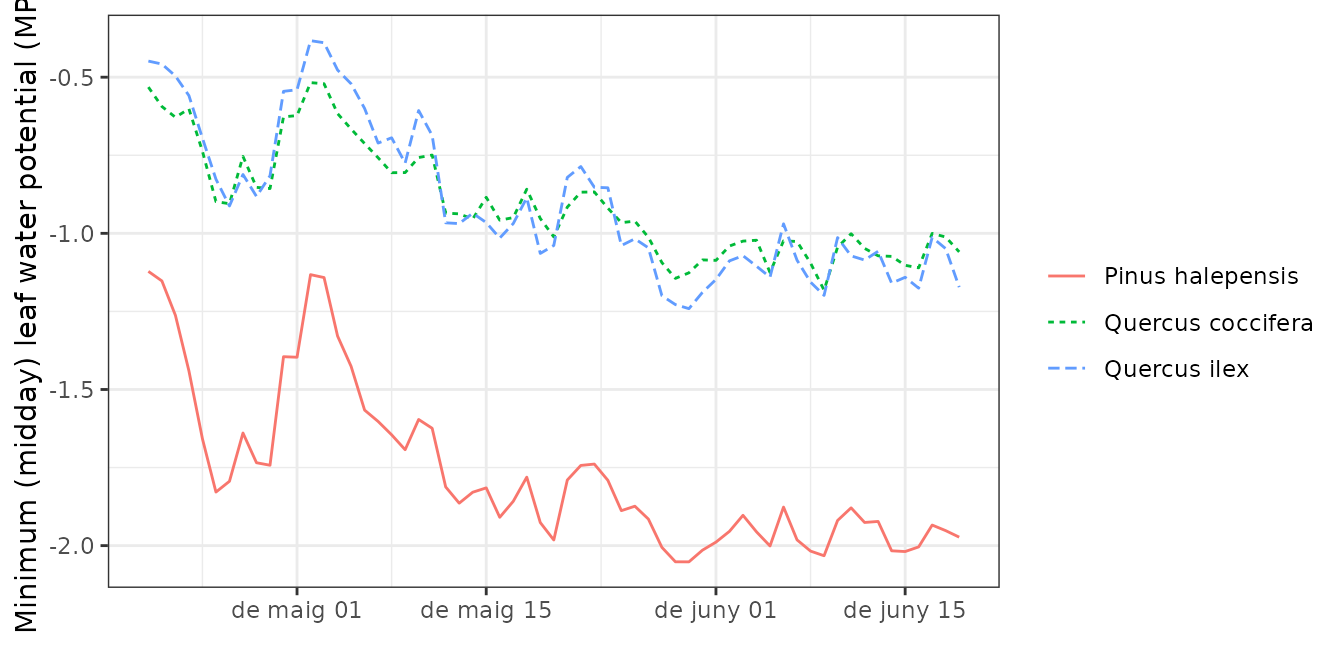 Minimum (midday) leaf water potential (MP
-0.5
-1.0
-1.5
-2.0
de maig 01
de maig 15
de juny 01
de juny 15
Pinus halepensis
Quercus coccifera
Quercus ilex